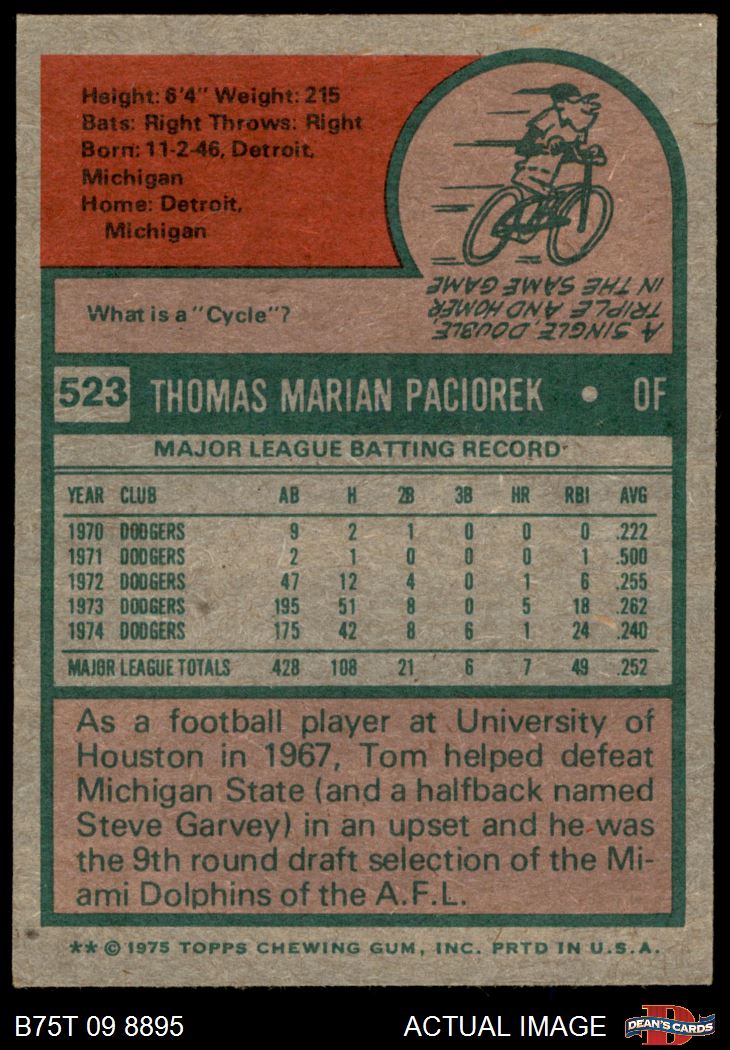 Height: 6'4" Weight: 215
Bats: Right Throws: Right
Born: 11-2-46, Detroit,
Michigan
Home: Detroit,
Michigan
What is a "Cycle"?
A SINGLE, DOUBLE,
TRIPLE AND HOMER
IN THE SAME GAME
523 THOMAS MARIAN PACIOREK • OF
MAJOR LEAGUE BATTING RECORD
YEAR CLUB AB H 2B 3B HR RBI AVG
1970 DODGERS 9 2 1 0 0 0 .222
1971 DODGERS 2 1 0 0 0 1 .500
1972 DODGERS 47 12 4 0 1 6 .255
1973 DODGERS 195 51 8 0 5 18 .262
1974 DODGERS 175 42 8 6 1 24 .240
MAJOR LEAGUE TOTALS 428 108 21 6 7 49 .252
As a football player at University of
Houston in 1967, Tom helped defeat
Michigan State (and a halfback named
Steve Garvey) in an upset and he was
the 9th round draft selection of the Mi-
ami Dolphins of the A.F.L.
** © 1975 TOPPS CHEWING GUM, INC. PRTD IN U.S.A.
B75T 09 8895 ACTUAL IMAGE
D
DEAN'S CARDS